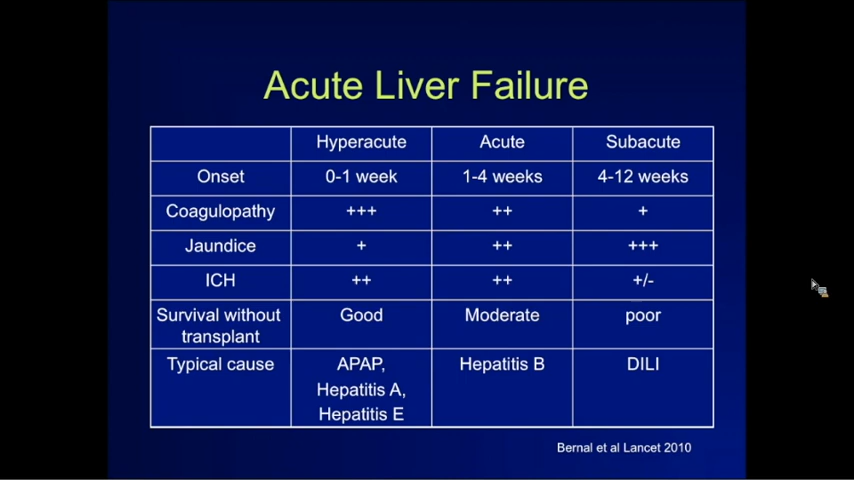 Acute Liver Failure
Hyperacute Acute Subacute
Onset 0-1 week 1-4 weeks 4-12 weeks
Coagulopathy +++ ++ +
Jaundice + ++ +++
ICH ++ ++ +/-
Survival without Good Moderate poor
transplant
Typical cause APAP, Hepatitis B DILI
Hepatitis A,
Hepatitis E
Bernal et al Lancet 2010